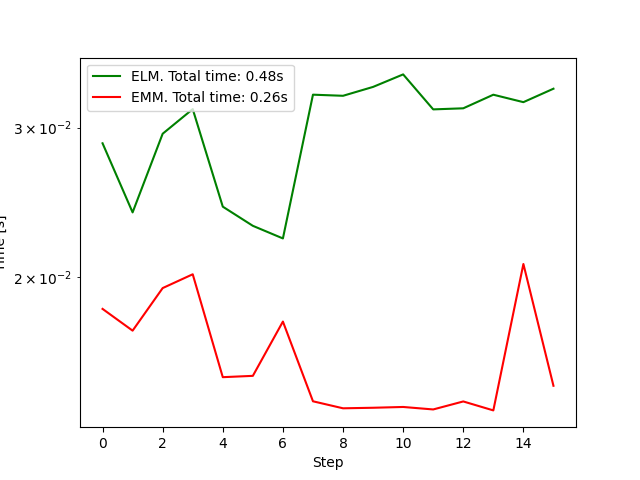 ELM. Total time: 0.48s
EMM. Total time: 0.26s
3 × 10⁻²
2 × 10⁻²
Time [s]
0 2 4 6 8 10 12 14
Step